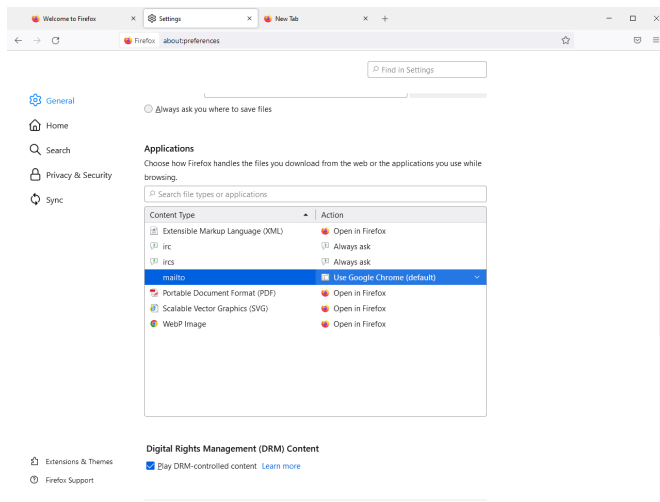 Welcome to Firefox
Settings
New Tab
Firefox about:preferences
Find in Settings
General
Home
Search
Privacy & Security
Sync
Always ask you where to save files
Applications
Choose how Firefox handles the files you download from the web or the applications you use while
browsing.
Search file types or applications
Content Type Action
Extensible Markup Language (XML) Open in Firefox
irc Always ask
ircs Always ask
mailto Use Google Chrome (default)
Portable Document Format (PDF) Open in Firefox
Scalable Vector Graphics (SVG) Open in Firefox
WebP Image Open in Firefox
Digital Rights Management (DRM) Content
Play DRM-controlled content Learn more
Extensions & Themes
Firefox Support